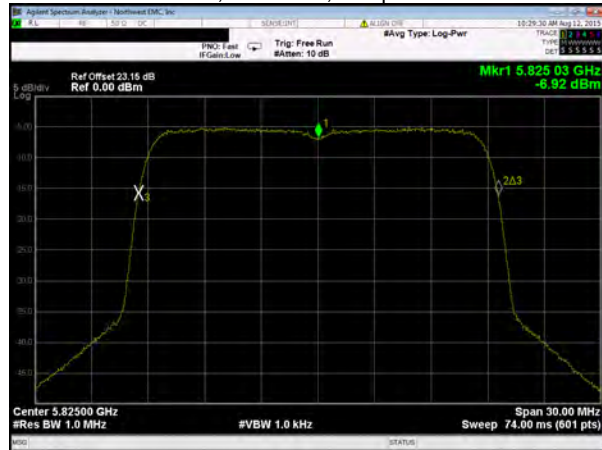 Agilent Spectrum Analyzer - Northwest EMC, Inc
RL RF 50 Ω DC SENSE:INT ALIGN OFF 10:29:30 AM Aug 12, 2015
#Avg Type: Log-Pwr TRACE 1 2 3 4 5 6
PNO: Fast Trig: Free Run TYPE
IFGain:Low #Atten: 10 dB DET S S S S S S
Mkr1 5.825 03 GHz
Ref Offset 23.15 dB
5 dB/div Ref 0.00 dBm -6.92 dBm
Log
1
-5.00
-10.0
2Δ3
-15.0
3
-20.0
-25.0
-30.0
-35.0
-40.0
-45.0
Center 5.82500 GHz Span 30.00 MHz
#Res BW 1.0 MHz #VBW 1.0 kHz Sweep 74.00 ms (601 pts)
MSG STATUS